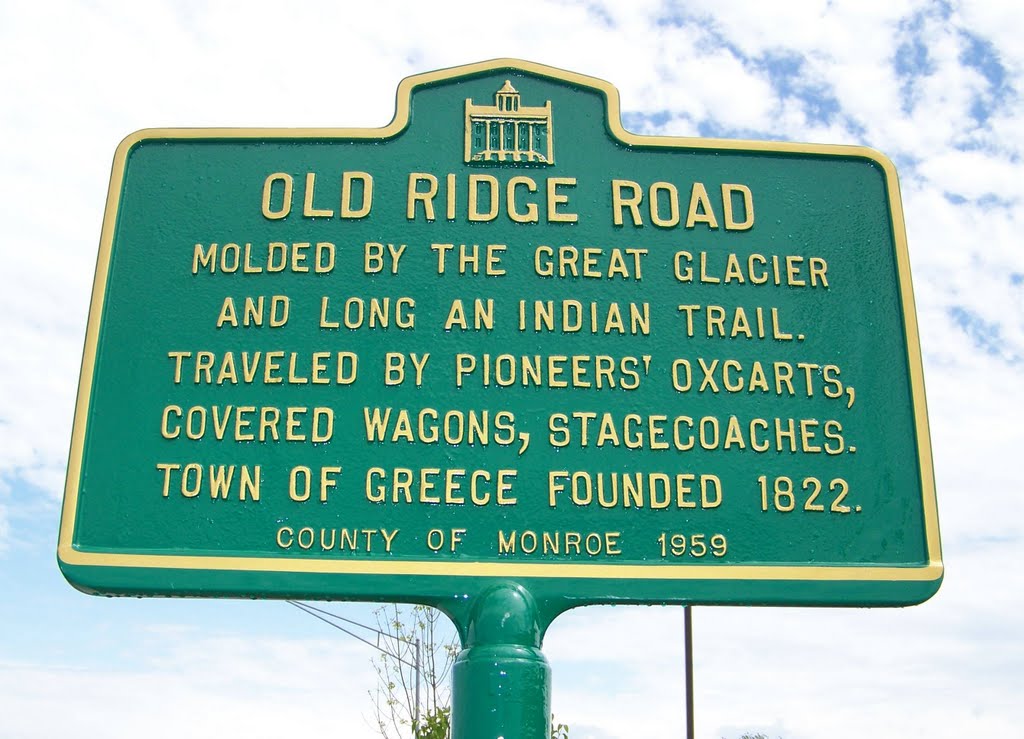 OLD RIDGE ROAD
MOLDED BY THE GREAT GLACIER
AND LONG AN INDIAN TRAIL.
TRAVELED BY PIONEERS' OXCARTS,
COVERED WAGONS, STAGECOACHES.
TOWN OF GREECE FOUNDED 1822.
COUNTY OF MONROE 1959